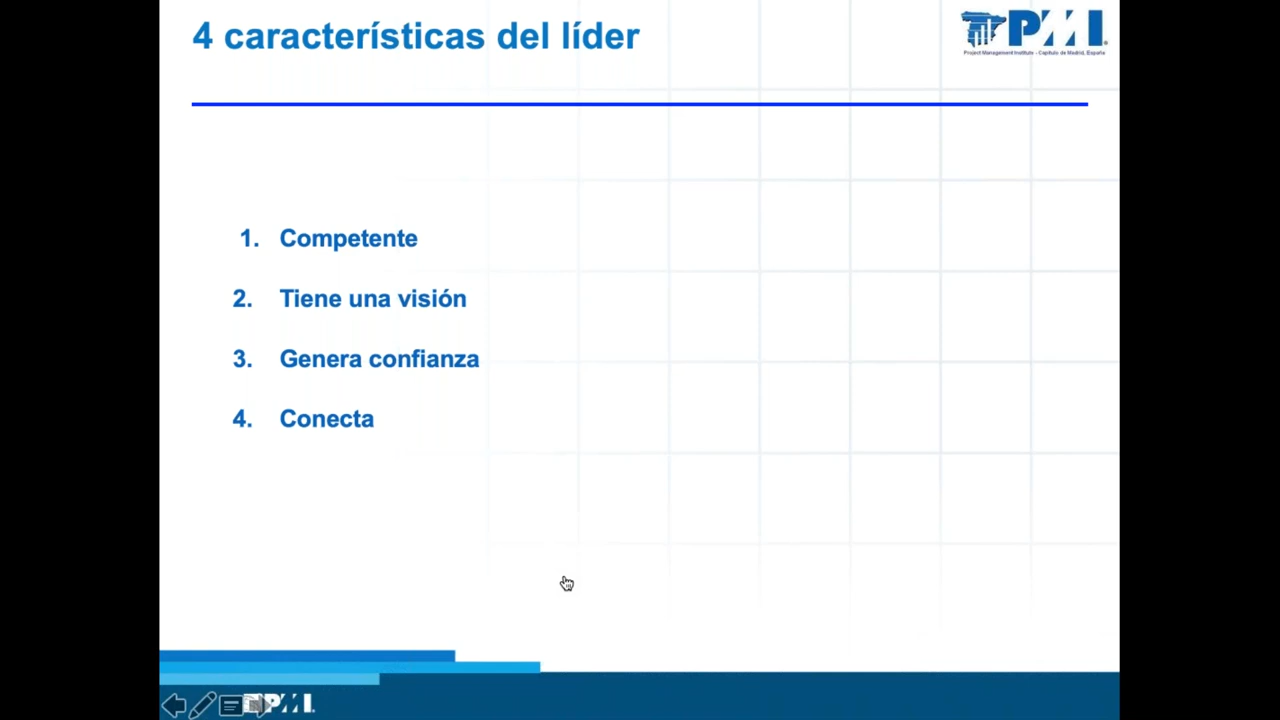 4 características del líder
PMI
Project Management Institute - Capítulo de Madrid, España
1. Competente
2. Tiene una visión
3. Genera confianza
4. Conecta
PMI